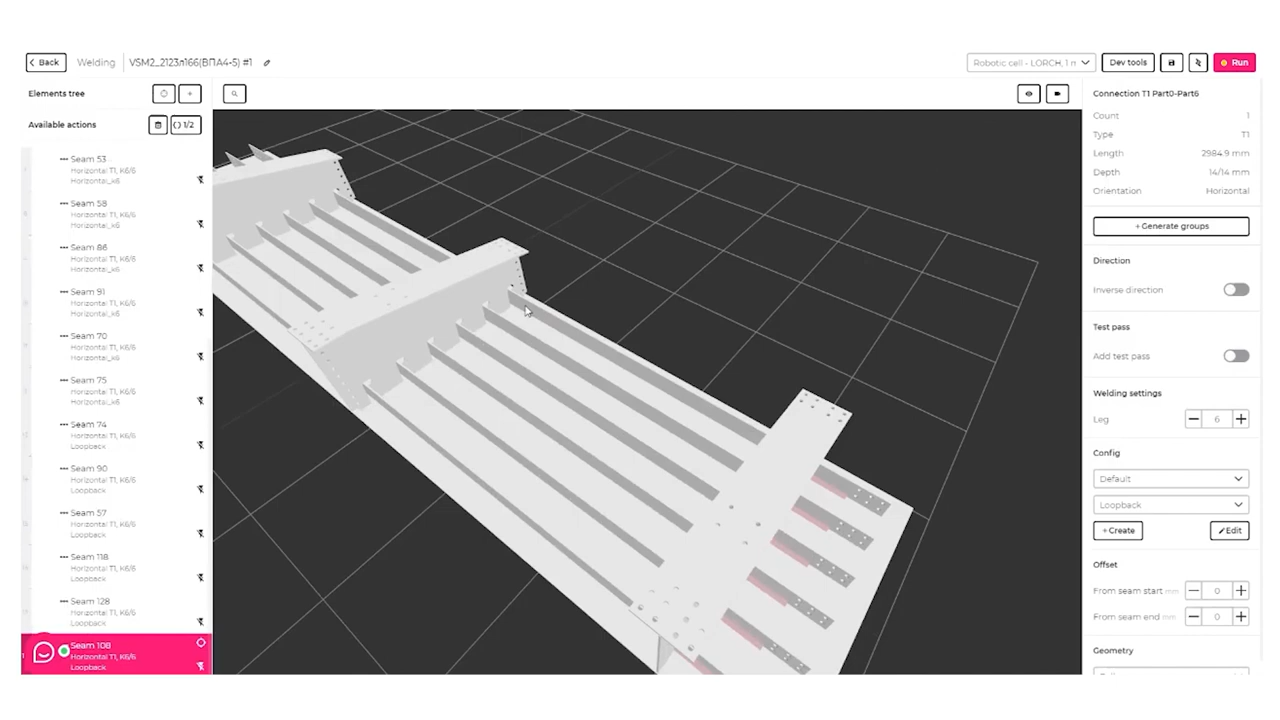 Back
Welding
VSM2_2123л166(ВПА4-5) #1
Robotic cell - LORCH, 1 п
Dev tools
Run
Elements tree
Available actions
1/2
Seam 53
Horizontal T1, K6/6
Horizontal_k6
Seam 58
Horizontal T1, K6/6
Horizontal_k6
Seam 86
Horizontal T1, K6/6
Horizontal_k6
Seam 91
Horizontal T1, K6/6
Horizontal_k6
Seam 70
Horizontal T1, K6/6
Horizontal_k6
Seam 75
Horizontal T1, K6/6
Horizontal_k6
Seam 74
Horizontal T1, K6/6
Loopback
Seam 90
Horizontal T1, K6/6
Loopback
Seam 57
Horizontal T1, K6/6
Loopback
Seam 118
Horizontal T1, K6/6
Loopback
Seam 128
Horizontal T1, K6/6
Loopback
Seam 108
Horizontal T1, K6/6
Loopback
Connection T1 Part0-Part6
Count 1
Type T1
Length 2984.9 mm
Depth 14/14 mm
Orientation Horizontal
+ Generate groups
Direction
Inverse direction
Test pass
Add test pass
Welding settings
Leg 6
Config
Default
Loopback
+ Create
Edit
Offset
From seam start mm 0
From seam end mm 0
Geometry